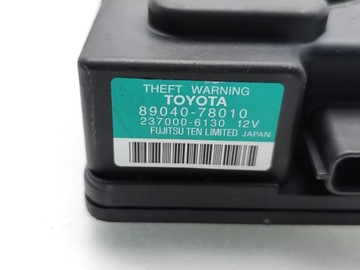 THEFT WARNING
TOYOTA
89040-78010
237000-6130 12V
FUJITSU TEN LIMITED JAPAN